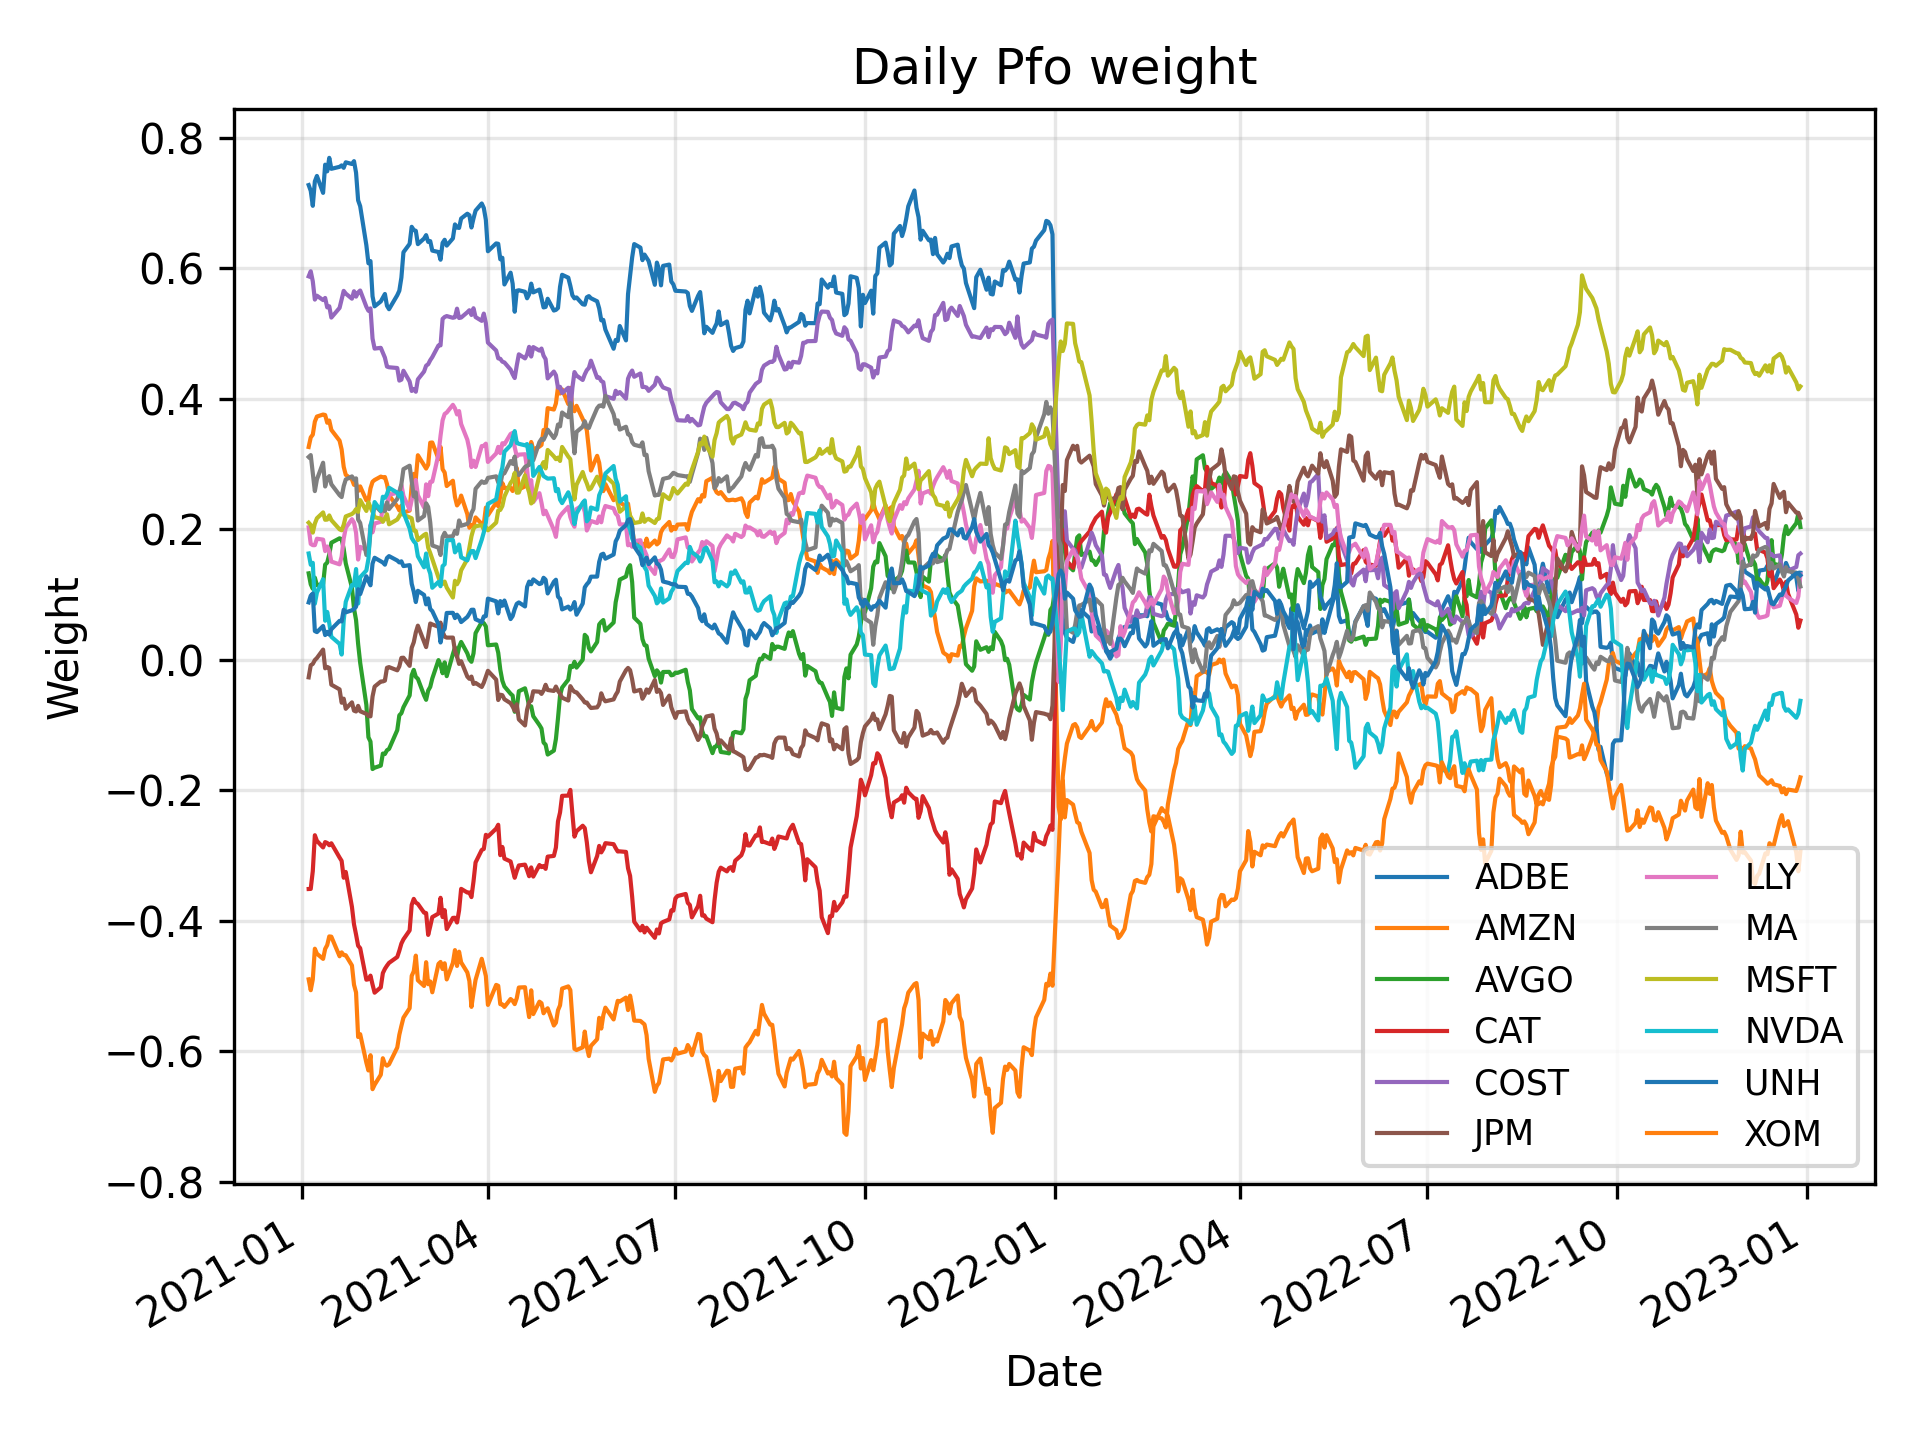 Daily Pfo weight
Weight
0.8
0.6
0.4
0.2
0.0
−0.2
−0.4
−0.6
−0.8
2021-01
2021-04
2021-07
2021-10
2022-01
2022-04
2022-07
2022-10
2023-01
Date
ADBE
AMZN
AVGO
CAT
COST
JPM
LLY
MA
MSFT
NVDA
UNH
XOM